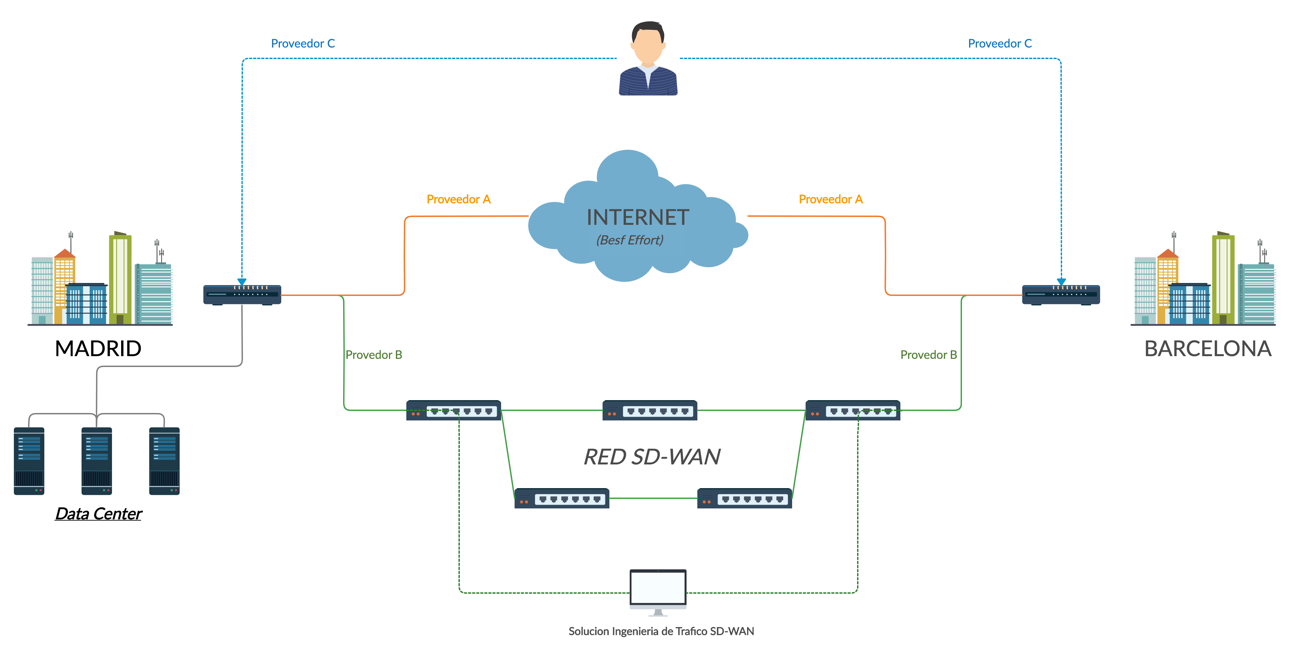 Proveedor C
Proveedor C
Proveedor A
Proveedor A
INTERNET
(Besf Effort)
MADRID
BARCELONA
Provedor B
Provedor B
RED SD-WAN
Data Center
Solucion Ingenieria de Trafico SD-WAN